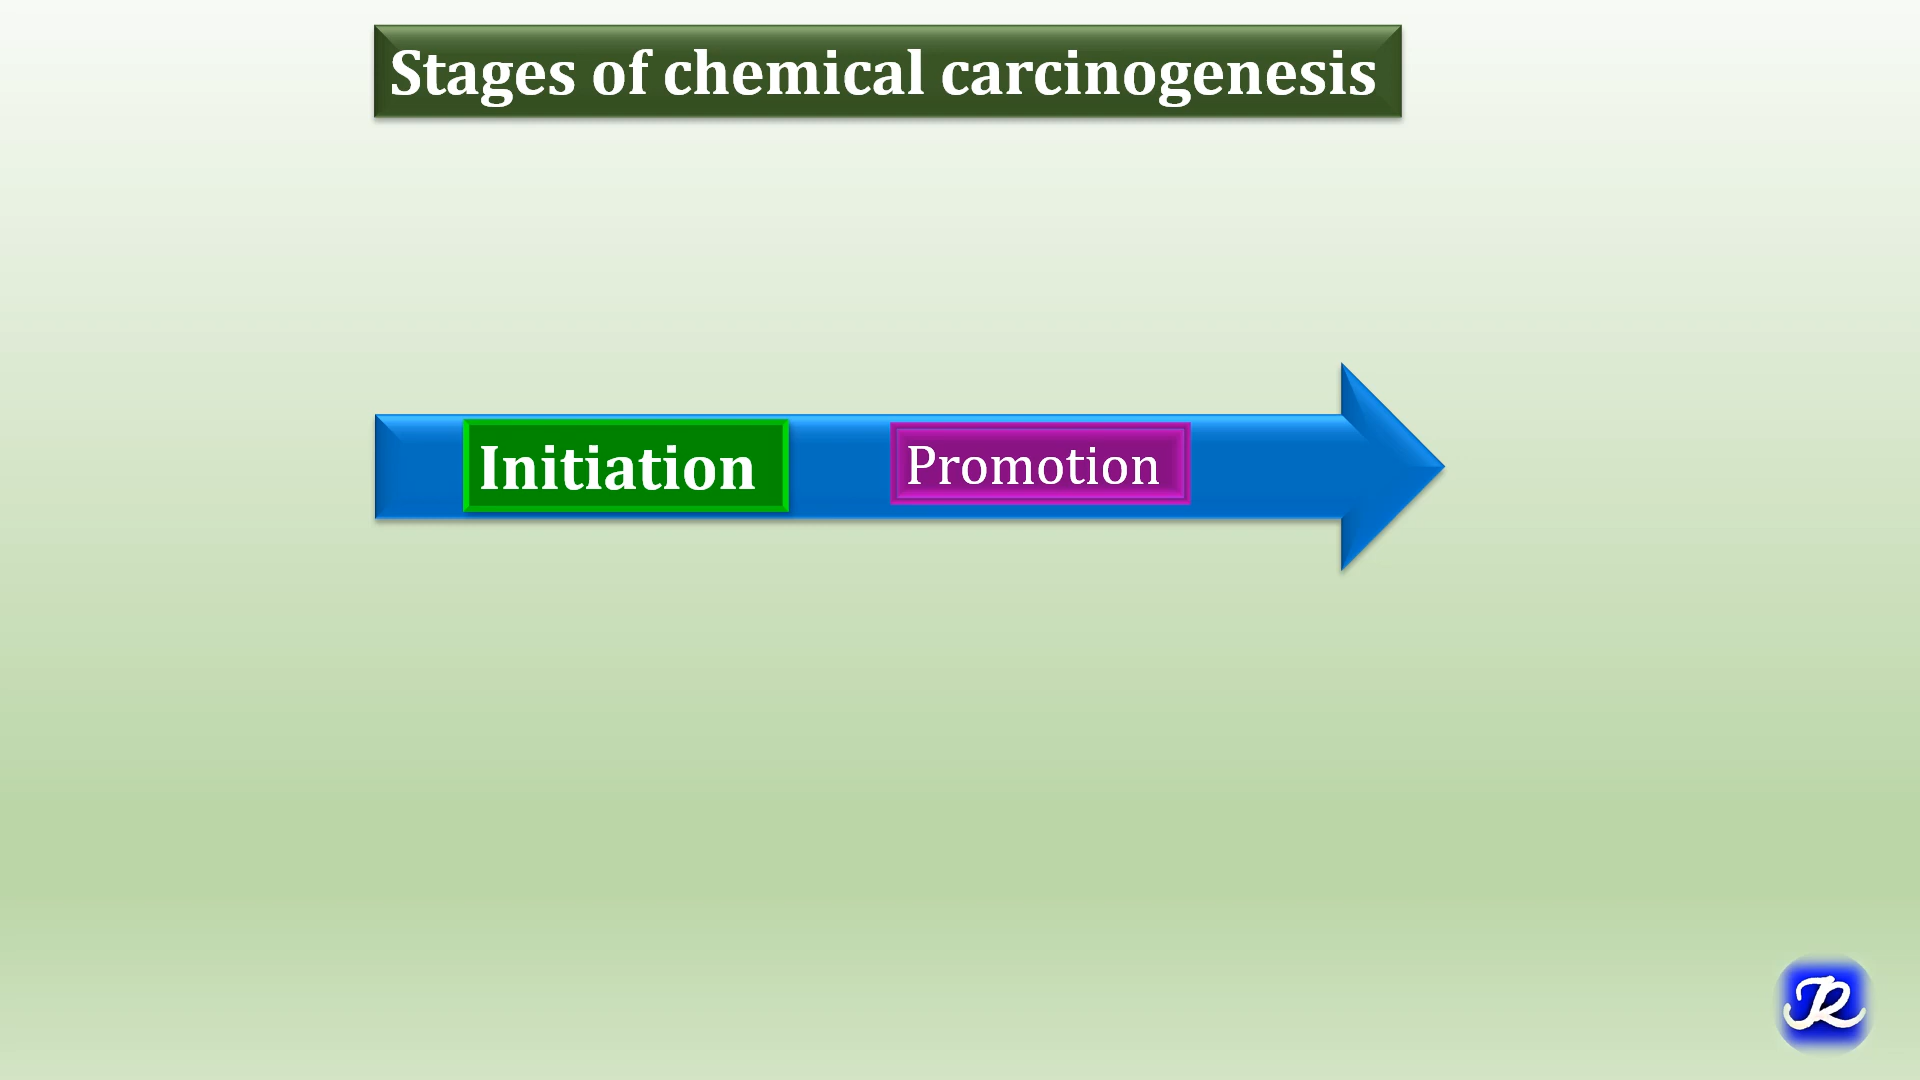 Stages of chemical carcinogenesis
Initiation
Promotion